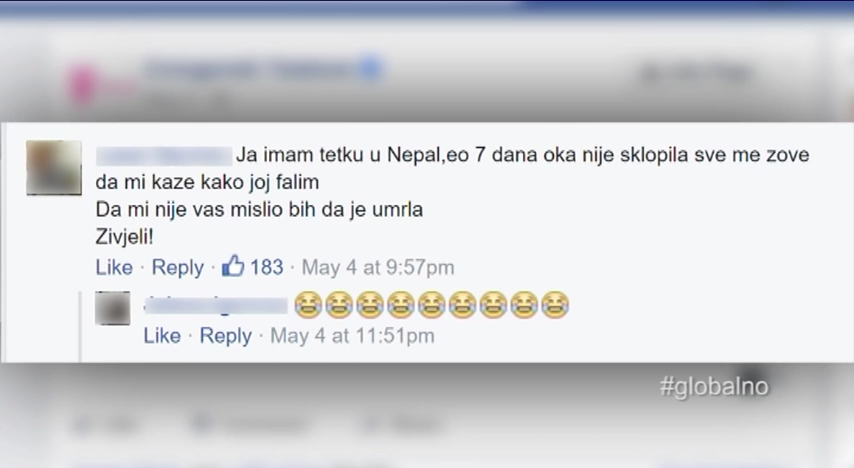 Ja imam tetku u Nepal,eo 7 dana oka nije sklopila sve me zove
da mi kaze kako joj falim
Da mi nije vas mislio bih da je umrla
Zivjeli!
Like · Reply · 183 · May 4 at 9:57pm
😂😂😂😂😂😂😂😂😂
Like · Reply · May 4 at 11:51pm
#globalno